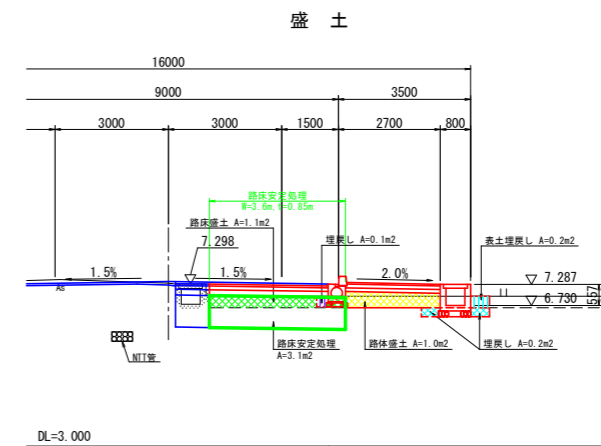 盛 土
16000
9000 3500
3000 3000 1500 2700 800
路床安定処理
W=3.6m,t=0.85m
路床盛土 A=1.1m2
埋戻し A=0.1m2
表土埋戻し A=0.2m2
7.298
1.5% 1.5% 2.0%
7.287
6.730
557
As
NTT管
路床安定処理
A=3.1m2
路体盛土 A=1.0m2
埋戻し A=0.2m2
DL=3.000